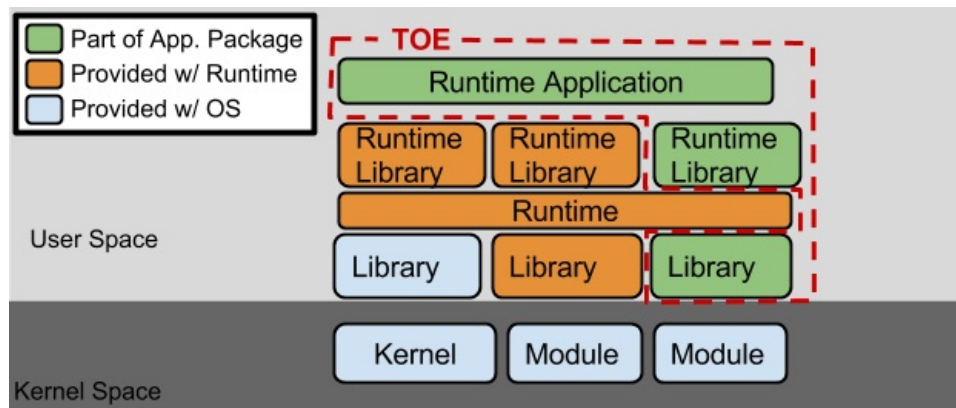 Part of App. Package
Provided w/ Runtime
Provided w/ OS
TOE
Runtime Application
Runtime
Library
Runtime
Library
Runtime
Library
Runtime
User Space
Library
Library
Library
Kernel
Module
Module
Kernel Space